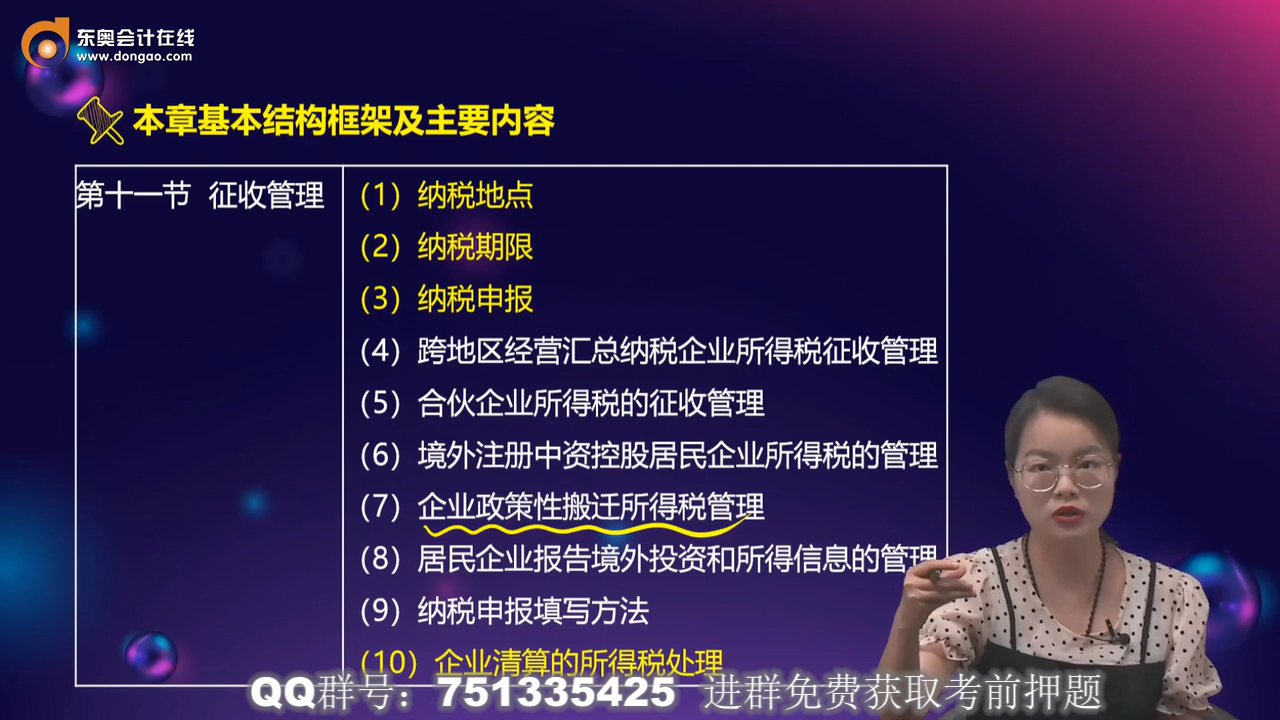 东奥会计在线
www.dongao.com
本章基本结构框架及主要内容
第十一节 征收管理
(1) 纳税地点
(2) 纳税期限
(3) 纳税申报
(4) 跨地区经营汇总纳税企业所得税征收管理
(5) 合伙企业所得税的征收管理
(6) 境外注册中资控股居民企业所得税的管理
(7) 企业政策性搬迁所得税管理
(8) 居民企业报告境外投资和所得信息的管理
(9) 纳税申报填写方法
(10) 企业清算的所得税处理
QQ群号：751335425 进群免费获取考前押题